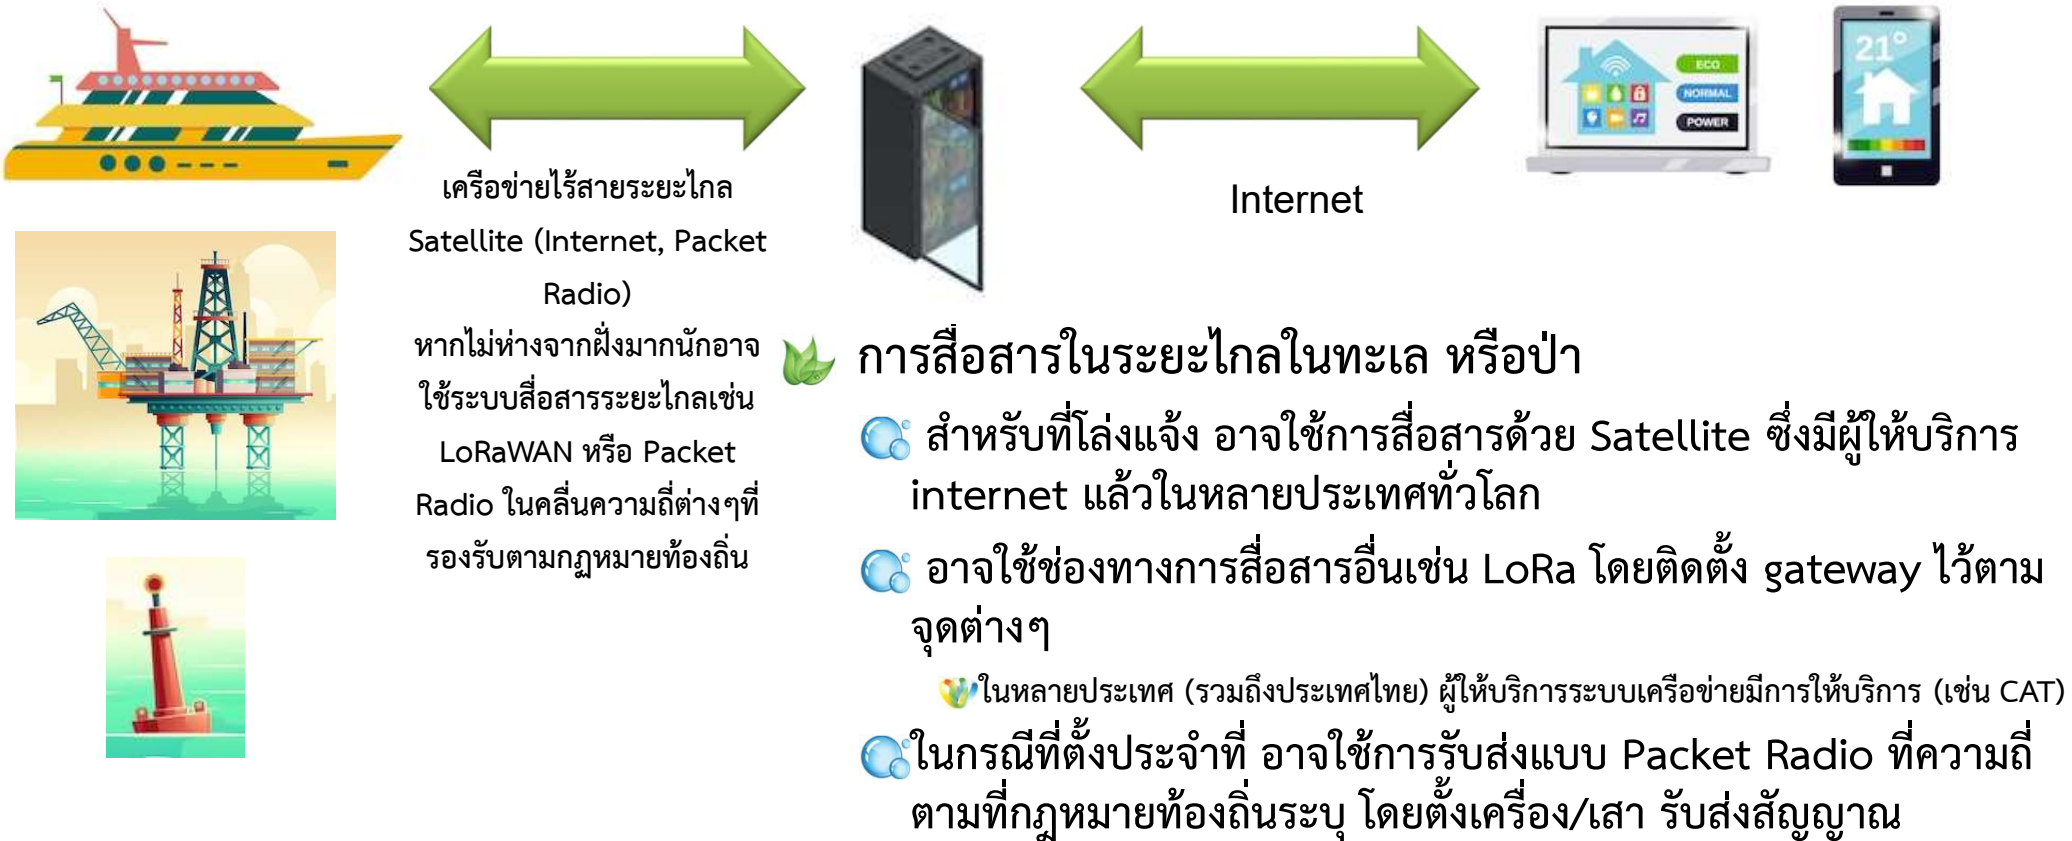 ECO
NORMAL
POWER
21°
เครือข่ายไร้สายระยะไกล
Satellite (Internet, Packet
Radio)
หากไม่ห่างจากฝั่งมากนักอาจ
ใช้ระบบสื่อสารระยะไกลเช่น
LoRaWAN หรือ Packet
Radio ในคลื่นความถี่ต่างๆที่
รองรับตามกฏหมายท้องถิ่น
Internet
การสื่อสารในระยะไกลในทะเล หรือป่า
สำหรับที่โล่งแจ้ง อาจใช้การสื่อสารด้วย Satellite ซึ่งมีผู้ให้บริการ
internet แล้วในหลายประเทศทั่วโลก
อาจใช้ช่องทางการสื่อสารอื่นเช่น LoRa โดยติดตั้ง gateway ไว้ตาม
จุดต่างๆ
ในหลายประเทศ (รวมถึงประเทศไทย) ผู้ให้บริการระบบเครือข่ายมีการให้บริการ (เช่น CAT)
ในกรณีที่ตั้งประจำที่ อาจใช้การรับส่งแบบ Packet Radio ที่ความถี่
ตามที่กฎหมายท้องถิ่นระบุ โดยตั้งเครื่อง/เสา รับส่งสัญญาณ